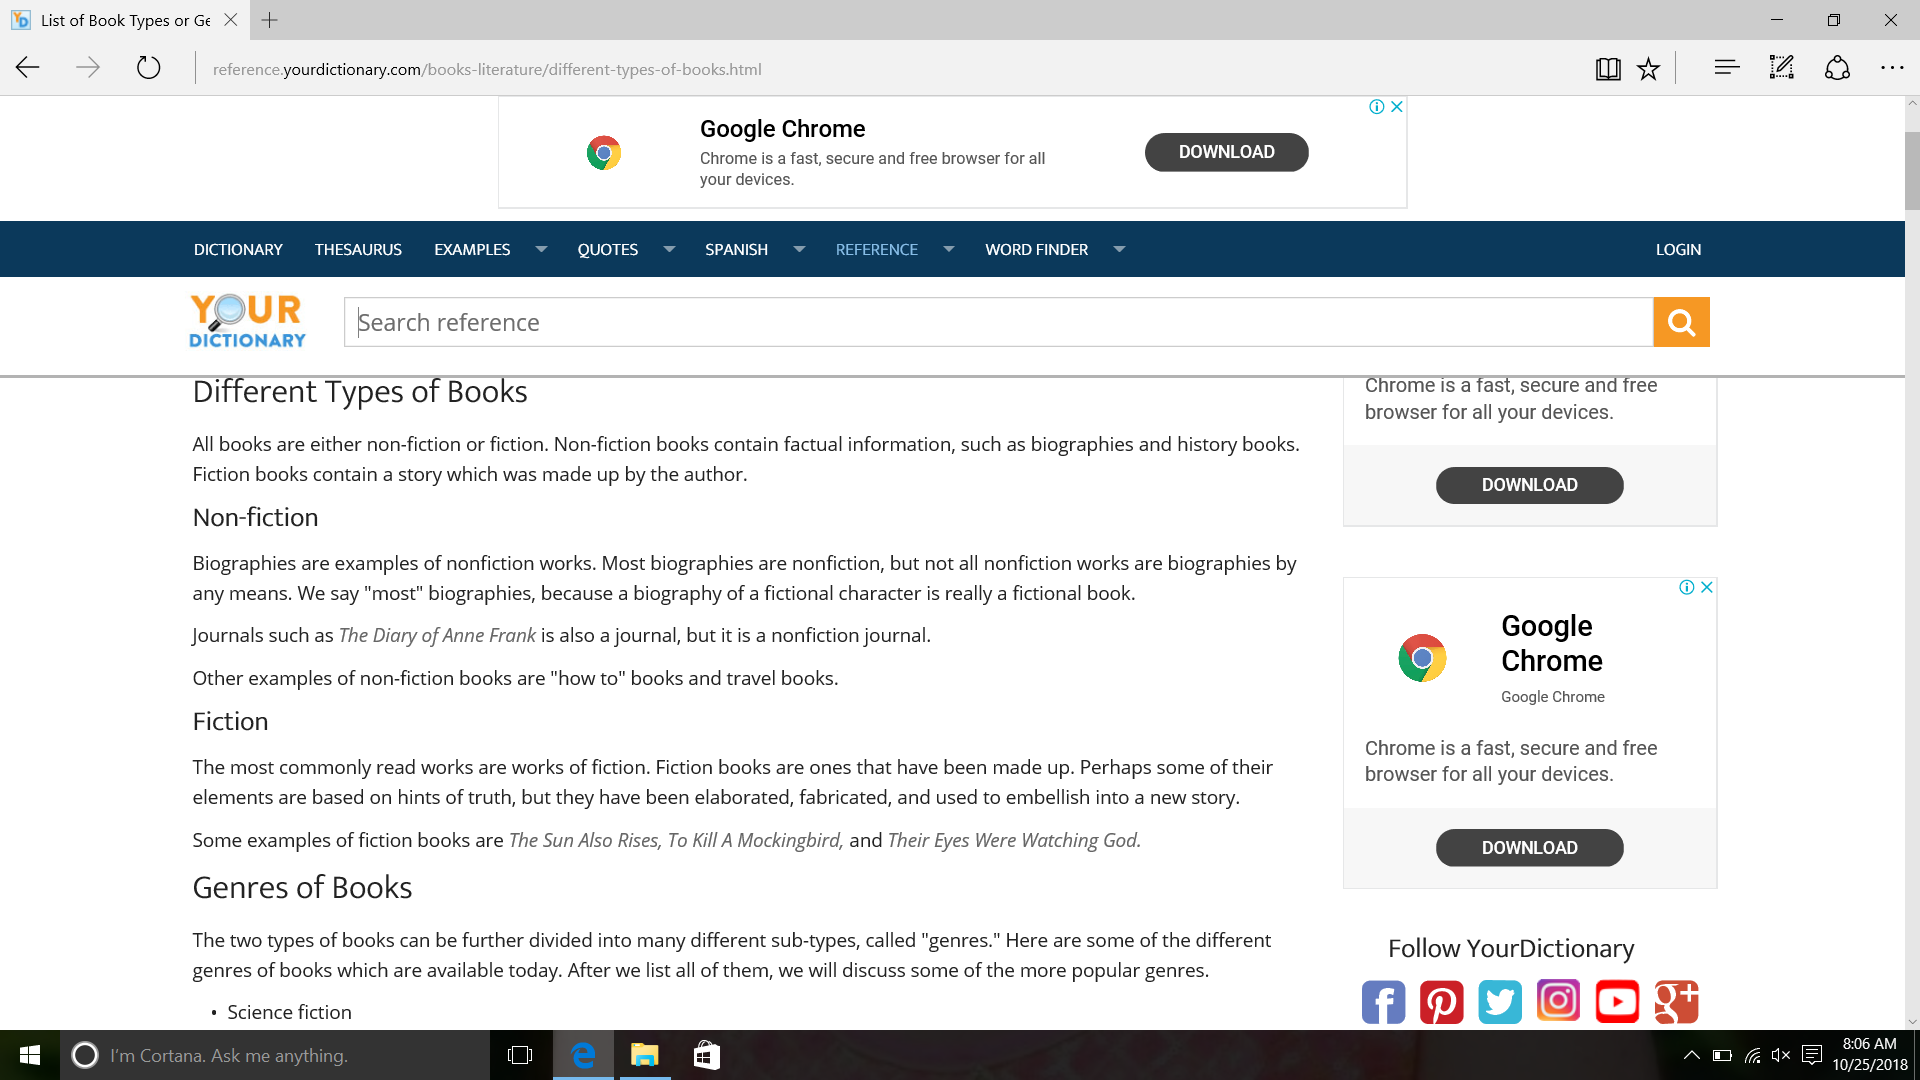 List of Book Types or Ge
reference.yourdictionary.com/books-literature/different-types-of-books.html
Google Chrome
Chrome is a fast, secure and free browser for all
your devices.
DOWNLOAD
DICTIONARY THESAURUS EXAMPLES QUOTES SPANISH REFERENCE WORD FINDER LOGIN
YOUR
DICTIONARY
Search reference
Different Types of Books
All books are either non-fiction or fiction. Non-fiction books contain factual information, such as biographies and history books.
Fiction books contain a story which was made up by the author.
Non-fiction
Biographies are examples of nonfiction works. Most biographies are nonfiction, but not all nonfiction works are biographies by
any means. We say "most" biographies, because a biography of a fictional character is really a fictional book.
Journals such as The Diary of Anne Frank is also a journal, but it is a nonfiction journal.
Other examples of non-fiction books are "how to" books and travel books.
Fiction
The most commonly read works are works of fiction. Fiction books are ones that have been made up. Perhaps some of their
elements are based on hints of truth, but they have been elaborated, fabricated, and used to embellish into a new story.
Some examples of fiction books are The Sun Also Rises, To Kill A Mockingbird, and Their Eyes Were Watching God.
Genres of Books
The two types of books can be further divided into many different sub-types, called "genres." Here are some of the different
genres of books which are available today. After we list all of them, we will discuss some of the more popular genres.
• Science fiction
Chrome is a fast, secure and free
browser for all your devices.
DOWNLOAD
Google
Chrome
Google Chrome
Chrome is a fast, secure and free
browser for all your devices.
DOWNLOAD
Follow YourDictionary
I'm Cortana. Ask me anything.
8:06 AM
10/25/2018